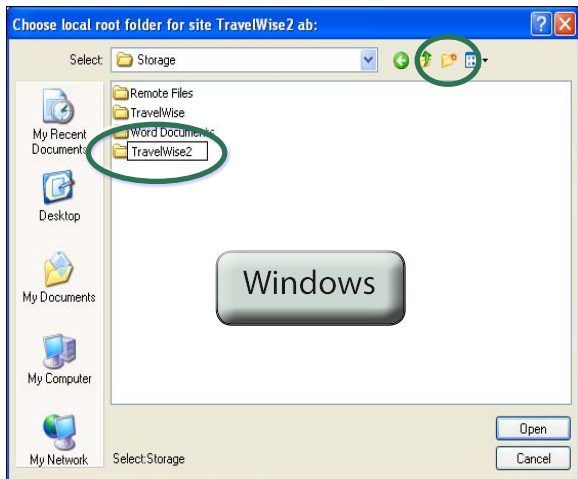 Choose local root folder for site TravelWise2 ab:
Select: Storage
Remote Files
TravelWise
Word Documents
TravelWise2
My Recent
Documents
Desktop
My Documents
My Computer
My Network
Windows
Select:Storage
Open
Cancel